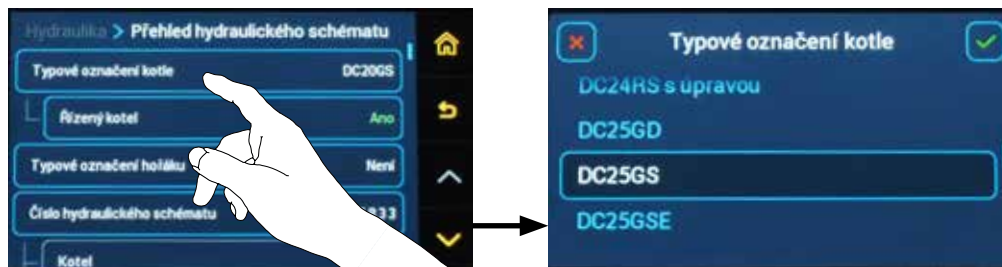 Hydraulika > Přehled hydraulického schématu
Typové označení kotle DC20GS
Řízený kotel Ano
Typové označení hořáku Není
Číslo hydraulického schématu 333
Kotel
Typové označení kotle
DC24RS s úpravou
DC25GD
DC25GS
DC25GSE